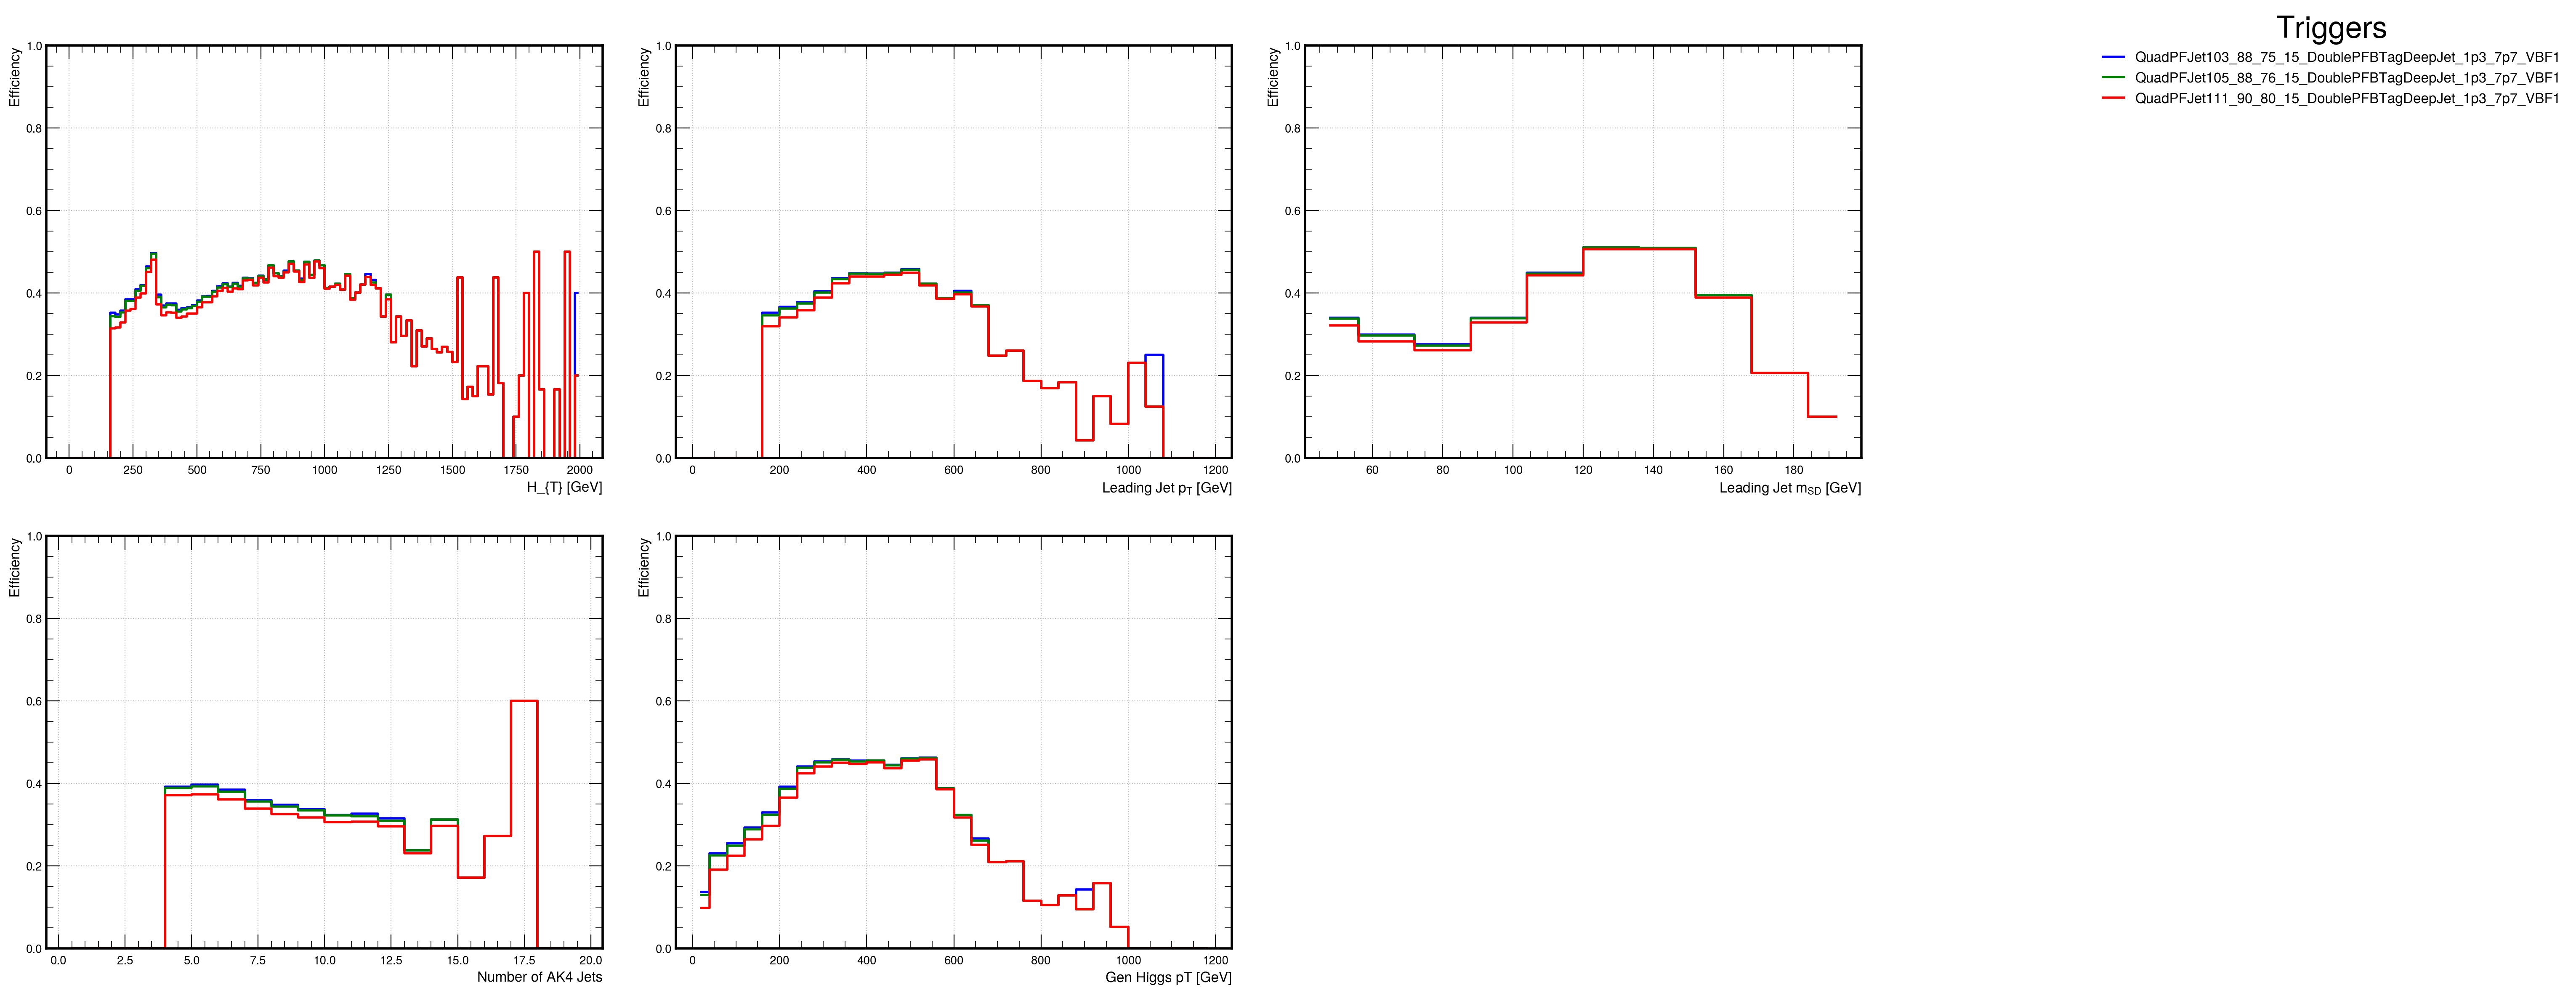 Triggers
QuadPFJet103_88_75_15_DoublePFBTagDeepJet_1p3_7p7_VBF1
QuadPFJet105_88_76_15_DoublePFBTagDeepJet_1p3_7p7_VBF1
QuadPFJet111_90_80_15_DoublePFBTagDeepJet_1p3_7p7_VBF1
Efficiency
1.0
0.8
0.6
0.4
0.2
0.0
0 250 500 750 1000 1250 1500 1750 2000
H_{T} [GeV]
Efficiency
1.0
0.8
0.6
0.4
0.2
0.0
0 200 400 600 800 1000 1200
Leading Jet pT [GeV]
Efficiency
1.0
0.8
0.6
0.4
0.2
0.0
60 80 100 120 140 160 180
Leading Jet mSD [GeV]
Efficiency
1.0
0.8
0.6
0.4
0.2
0.0
0.0 2.5 5.0 7.5 10.0 12.5 15.0 17.5 20.0
Number of AK4 Jets
Efficiency
1.0
0.8
0.6
0.4
0.2
0.0
0 200 400 600 800 1000 1200
Gen Higgs pT [GeV]